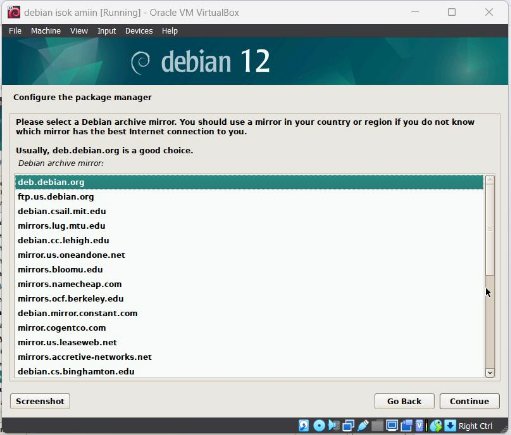 debian isok amiin [Running] - Oracle VM VirtualBox
File Machine View Input Devices Help
debian 12
Configure the package manager
Please select a Debian archive mirror. You should use a mirror in your country or region if you do not know
which mirror has the best Internet connection to you.
Usually, deb.debian.org is a good choice.
Debian archive mirror:
deb.debian.org
ftp.us.debian.org
debian.csail.mit.edu
mirrors.lug.mtu.edu
debian.cc.lehigh.edu
mirror.us.oneandone.net
mirrors.bloomu.edu
mirrors.namecheap.com
mirrors.ocf.berkeley.edu
debian.mirror.constant.com
mirror.cogentco.com
mirror.us.leaseweb.net
mirrors.accretive-networks.net
debian.cs.binghamton.edu
Screenshot Go Back Continue
Right Ctrl